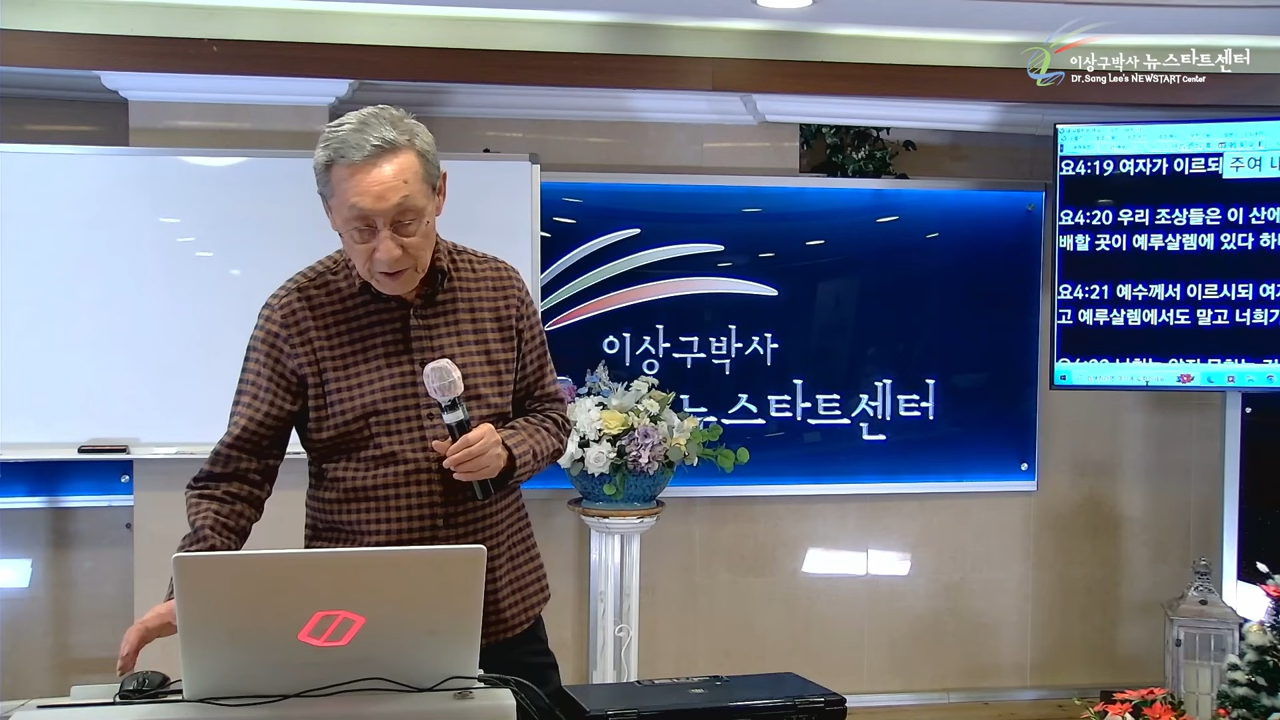 이상구박사 뉴스타트센터
Dr. Sang Lee's NEWSTART Center
요4:19 여자가 이르되
주여 내
요4:20 우리 조상들은 이 산에
배할 곳이 예루살렘에 있다 하
요4:21 예수께서 이르시되 여자
고 예루살렘에서도 말고 너희가
이상구박사
뉴스타트센터